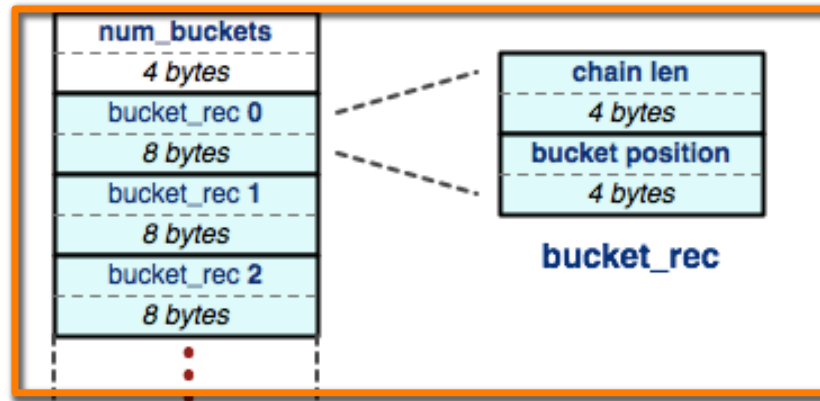 num_buckets
4 bytes
bucket_rec 0
8 bytes
bucket_rec 1
8 bytes
bucket_rec 2
8 bytes
chain len
4 bytes
bucket position
4 bytes
bucket_rec